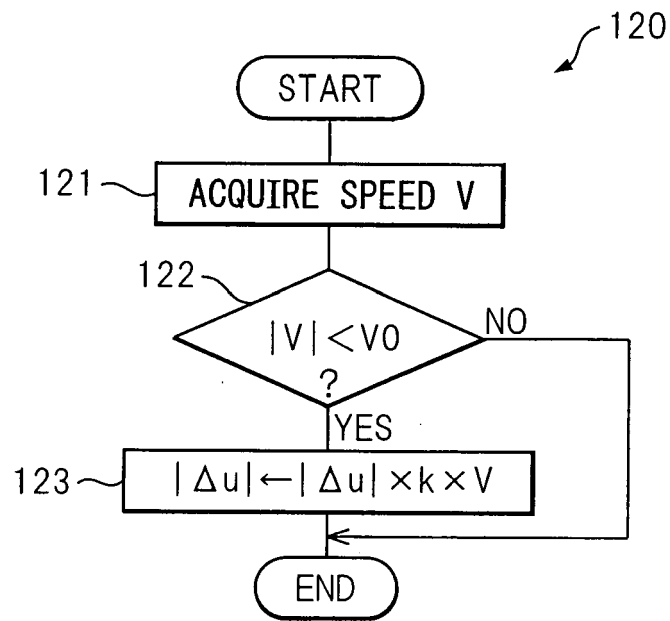 120
START
121
ACQUIRE SPEED V
122
|V|<V0
?
NO
YES
123
|Δu|←|Δu|×k×V
END